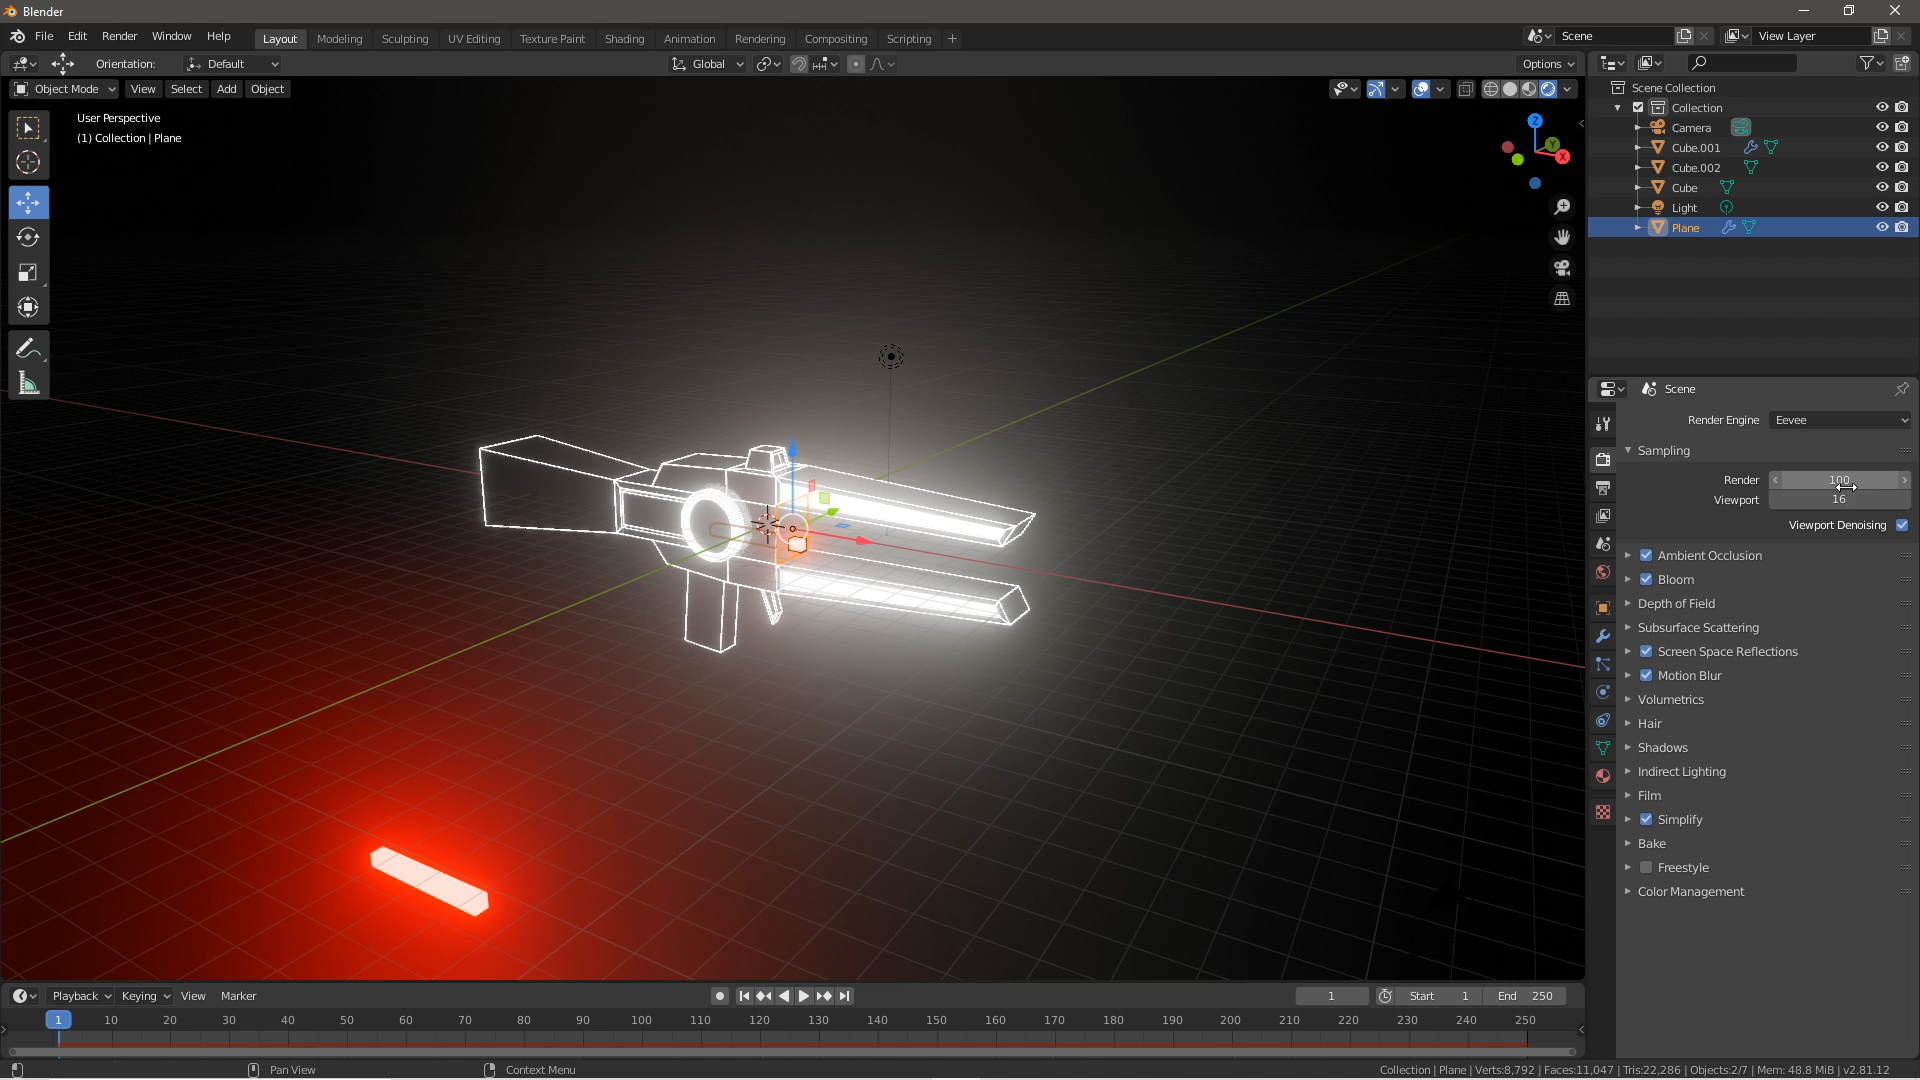 Blender
File Edit Render Window Help Layout Modeling Sculpting UV Editing Texture Paint Shading Animation Rendering Compositing Scripting + Scene View Layer
Orientation: Default Global Options
Object Mode View Select Add Object
User Perspective
(1) Collection | Plane
Z
Y
X
Scene Collection
Collection
Camera
Cube.001
Cube.002
Cube
Light
Plane
Scene
Render Engine Eevee
Sampling
Render 100
Viewport 16
Viewport Denoising
Ambient Occlusion
Bloom
Depth of Field
Subsurface Scattering
Screen Space Reflections
Motion Blur
Volumetrics
Hair
Shadows
Indirect Lighting
Film
Simplify
Bake
Freestyle
Color Management
Playback Keying View Marker 1 Start 1 End 250
1 10 20 30 40 50 60 70 80 90 100 110 120 130 140 150 160 170 180 190 200 210 220 230 240 250
Pan View Context Menu Collection | Plane | Verts:8,792 | Faces:11,047 | Tris:22,286 | Objects:2/7 | Mem: 48.8 MiB | v2.81.12